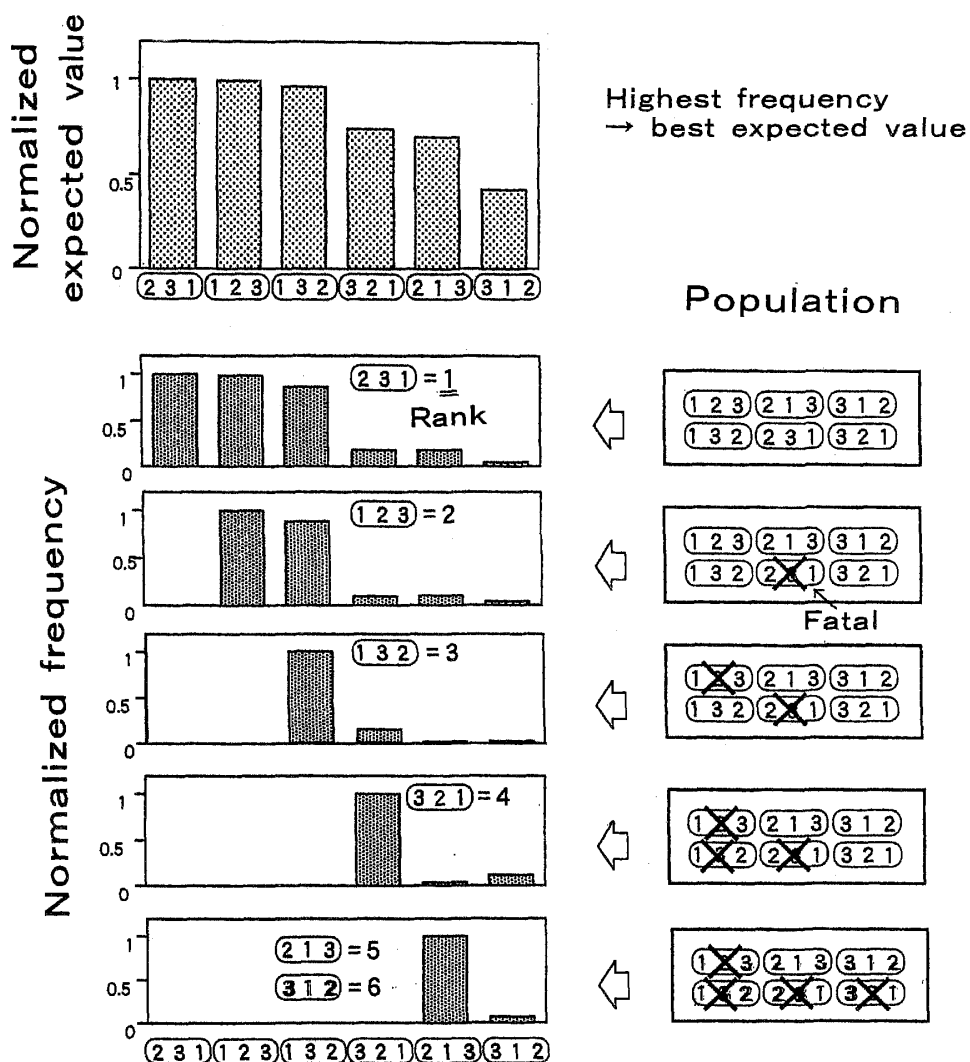 Normalized
expected value
1
0.5
0
2 3 1 1 2 3 1 3 2 3 2 1 2 1 3 3 1 2
Highest frequency
→ best expected value
Population
Normalized frequency
1
0.5
0
2 3 1 = 1
Rank
1 2 3 2 1 3 3 1 2
1 3 2 2 3 1 3 2 1
1
0.5
0
1 2 3 = 2
1 2 3 2 1 3 3 1 2
1 3 2 2 3 1 3 2 1
Fatal
1
0.5
0
1 3 2 = 3
1 2 3 2 1 3 3 1 2
1 3 2 2 3 1 3 2 1
1
0.5
0
3 2 1 = 4
1 2 3 2 1 3 3 1 2
1 3 2 2 3 1 3 2 1
1
0.5
0
2 1 3 = 5
3 1 2 = 6
1 2 3 2 1 3 3 1 2
1 3 2 2 3 1 3 2 1
2 3 1 1 2 3 1 3 2 3 2 1 2 1 3 3 1 2